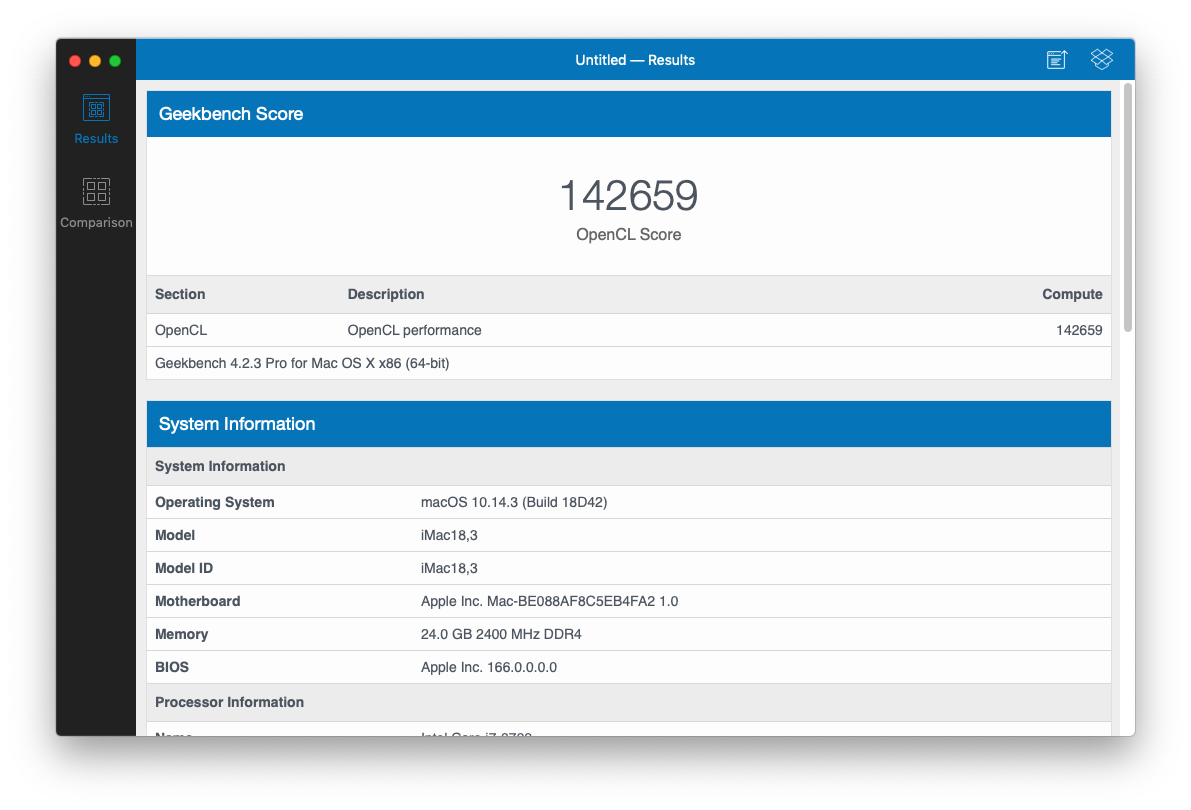 Untitled — Results
Results
Comparison
Geekbench Score
142659
OpenCL Score
Section Description Compute
OpenCL OpenCL performance 142659
Geekbench 4.2.3 Pro for Mac OS X x86 (64-bit)
System Information
System Information
Operating System macOS 10.14.3 (Build 18D42)
Model iMac18,3
Model ID iMac18,3
Motherboard Apple Inc. Mac-BE088AF8C5EB4FA2 1.0
Memory 24.0 GB 2400 MHz DDR4
BIOS Apple Inc. 166.0.0.0.0
Processor Information
Name Intel Core